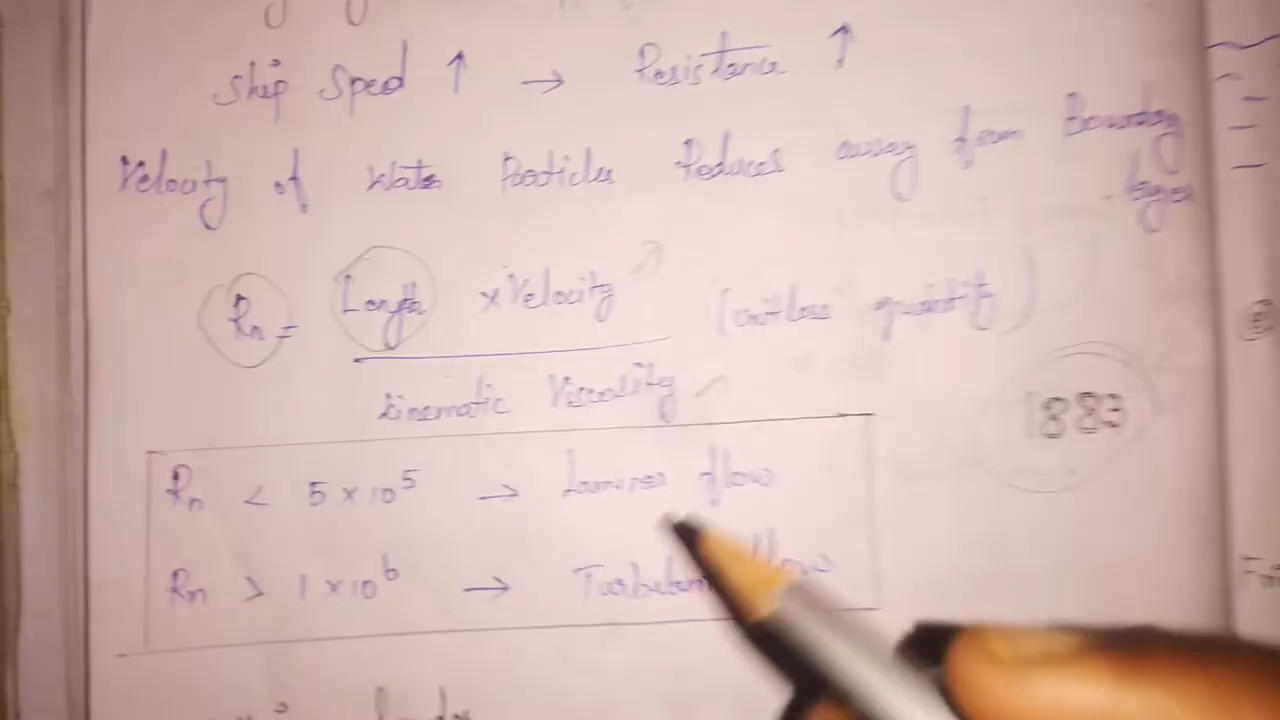 Ship Speed ↑ → Resistance ↑
Velocity of Water Particles Reduces away from Boundary
layer
Rn = Length × Velocity (unitless quantity)
kinematic Viscosity
1883
Rn < 5 × 10⁵ → Laminar flow
Rn > 1 × 10⁶ → Turbulent flow